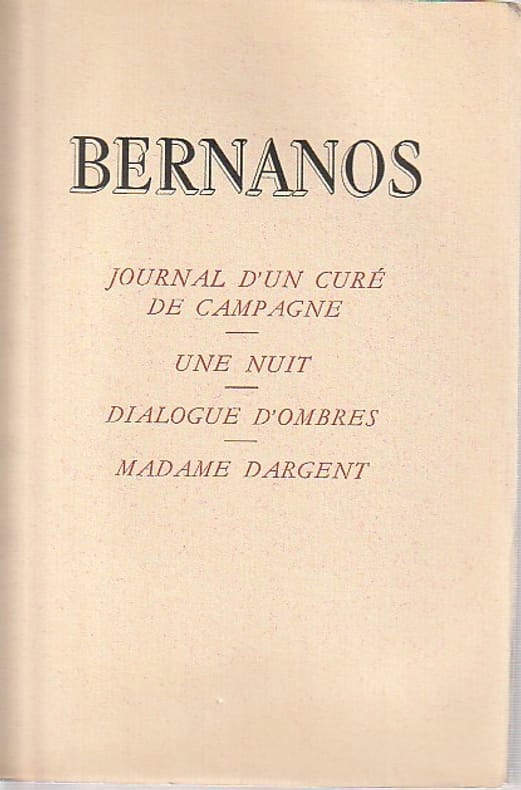 BERNANOS
JOURNAL D'UN CURÉ
DE CAMPAGNE
UNE NUIT
DIALOGUE D'OMBRES
MADAME DARGENT